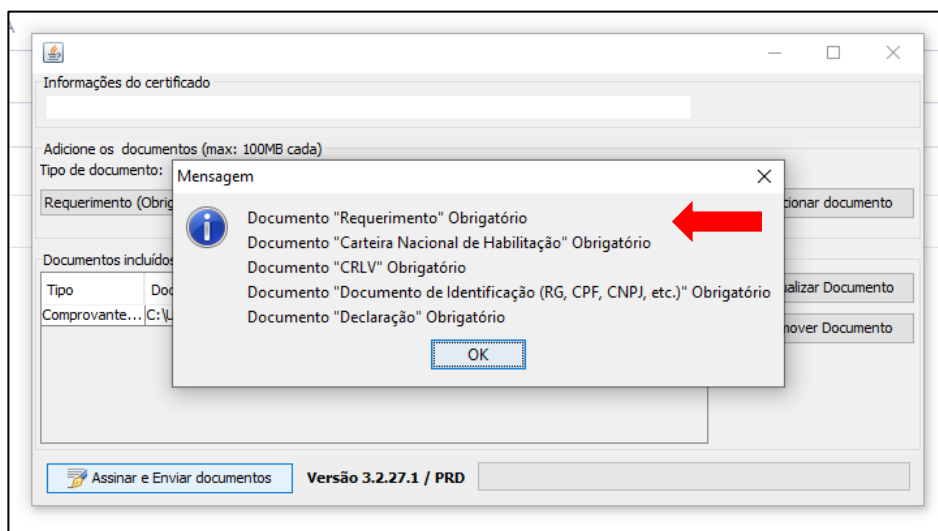 Informações do certificado
Adicione os documentos (max: 100MB cada)
Tipo de documento:
Requerimento (Obrig
cionar documento
Mensagem
Documento "Requerimento" Obrigatório
Documento "Carteira Nacional de Habilitação" Obrigatório
Documento "CRLV" Obrigatório
Documento "Documento de Identificação (RG, CPF, CNPJ, etc.)" Obrigatório
Documento "Declaração" Obrigatório
OK
Documentos incluídos
Tipo Doc
Comprovante... C:\U
ualizar Documento
mover Documento
Assinar e Enviar documentos Versão 3.2.27.1 / PRD